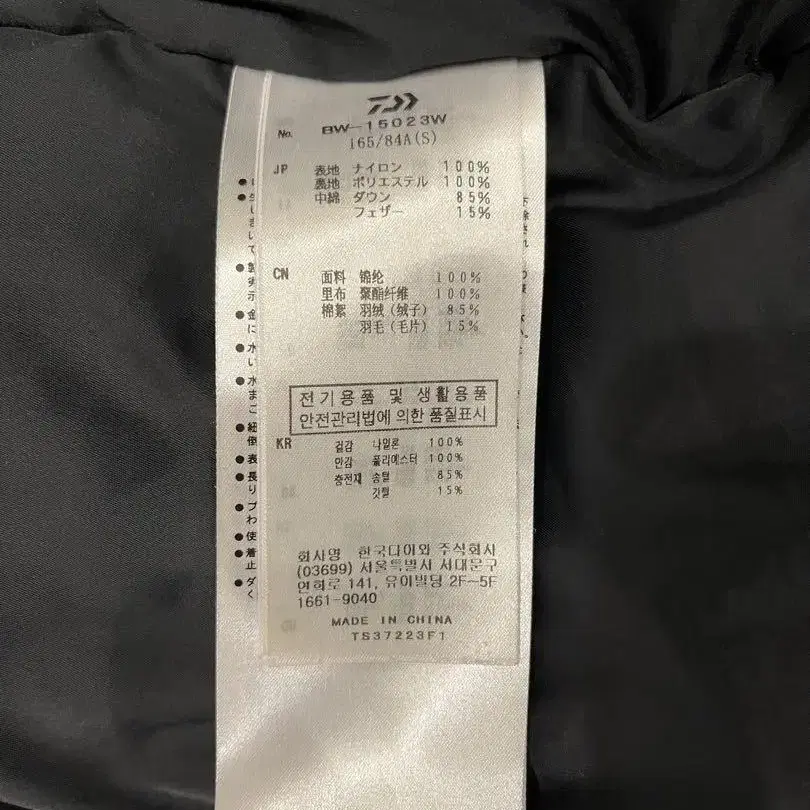 No. BW-15023W
165/84A(S)
JP 表地 ナイロン 100%
裏地 ポリエステル 100%
中綿 ダウン 85%
フェザー 15%
CN 面料 锦纶 100%
里布 聚酯纤维 100%
棉絮 羽绒(绒子) 85%
羽毛(毛片) 15%
전기용품 및 생활용품
안전관리법에 의한 품질표시
KR 겉감 나일론 100%
안감 폴리에스터 100%
충전재 솜털 85%
깃털 15%
회사명 한국다이와 주식회사
(03699) 서울특별시 서대문구
연희로 141, 유이빌딩 2F~5F
1661-9040
MADE IN CHINA
TS37223F1